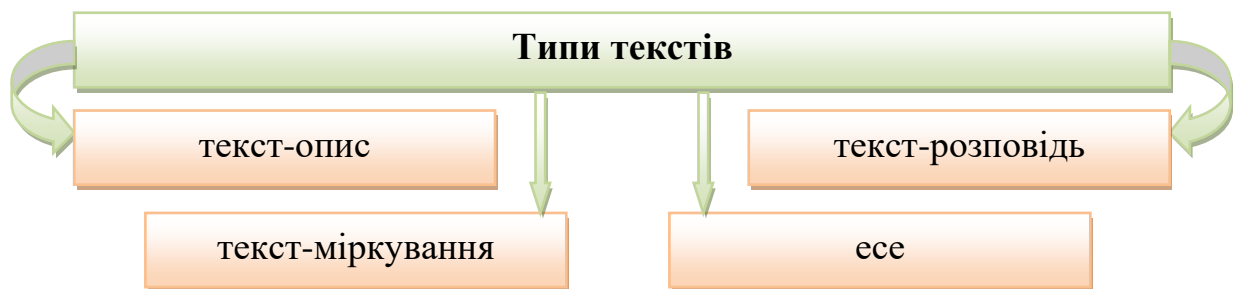 Типи текстів
текст-опис
текст-розповідь
текст-міркування
есе